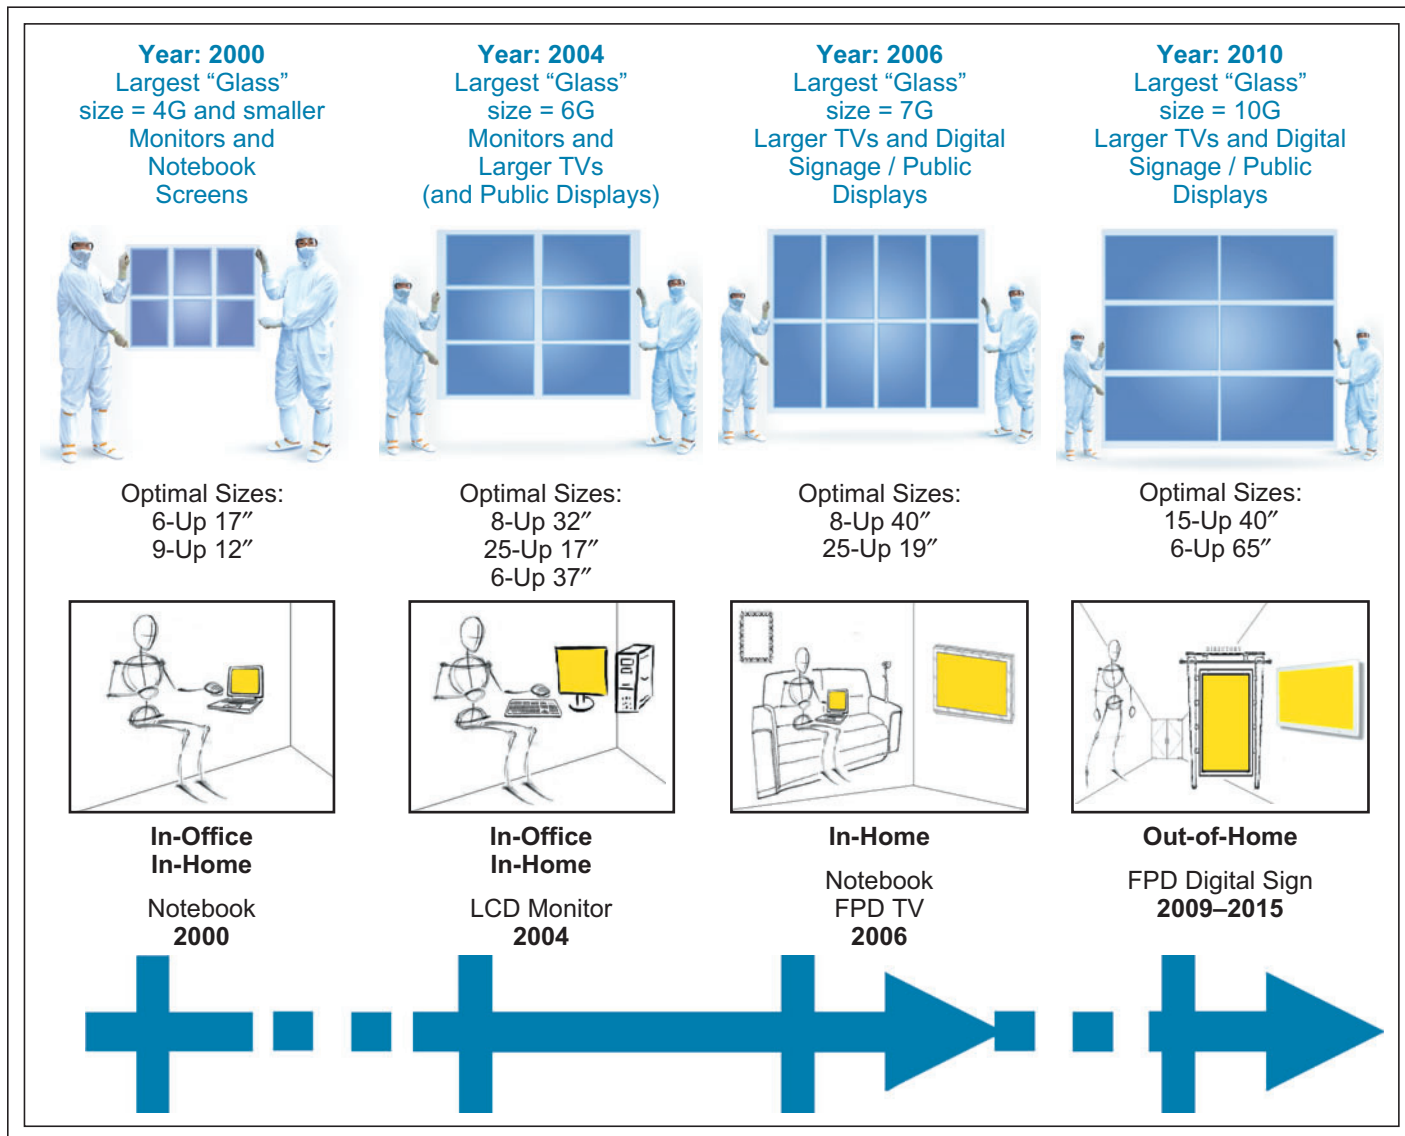 Year: 2000
Largest “Glass”
size = 4G and smaller
Monitors and
Notebook
Screens
Year: 2004
Largest “Glass”
size = 6G
Monitors and
Larger TVs
(and Public Displays)
Year: 2006
Largest “Glass”
size = 7G
Larger TVs and Digital
Signage / Public
Displays
Year: 2010
Largest “Glass”
size = 10G
Larger TVs and Digital
Signage / Public
Displays
Optimal Sizes:
6-Up 17″
9-Up 12″
Optimal Sizes:
8-Up 32″
25-Up 17″
6-Up 37″
Optimal Sizes:
8-Up 40″
25-Up 19″
Optimal Sizes:
15-Up 40″
6-Up 65″
DIRECTORY
In-Office
In-Home
Notebook
2000
In-Office
In-Home
LCD Monitor
2004
In-Home
Notebook
FPD TV
2006
Out-of-Home
FPD Digital Sign
2009–2015